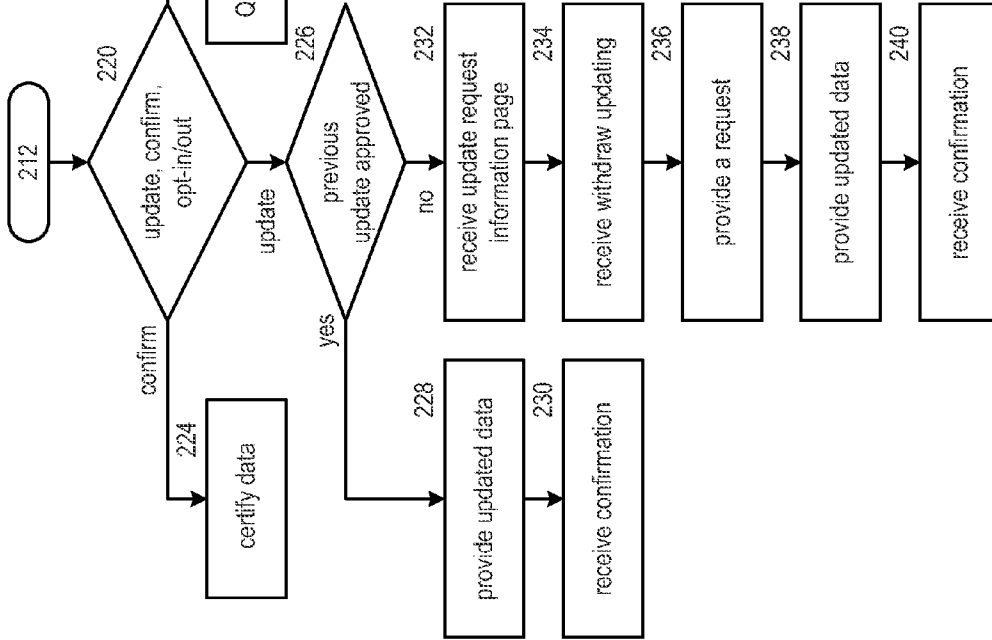 212
220
update, confirm,
opt-in/out
confirm
224
certify data
update
Q
226
previous
update approved
yes
no
228
provide updated data
230
receive confirmation
232
receive update request
information page
234
receive withdraw updating
236
provide a request
238
provide updated data
240
receive confirmation